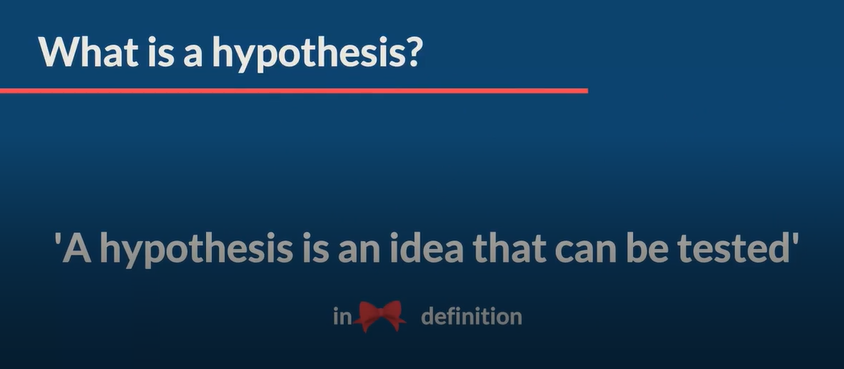 What is a hypothesis?
'A hypothesis is an idea that can be tested'
in🎀 definition